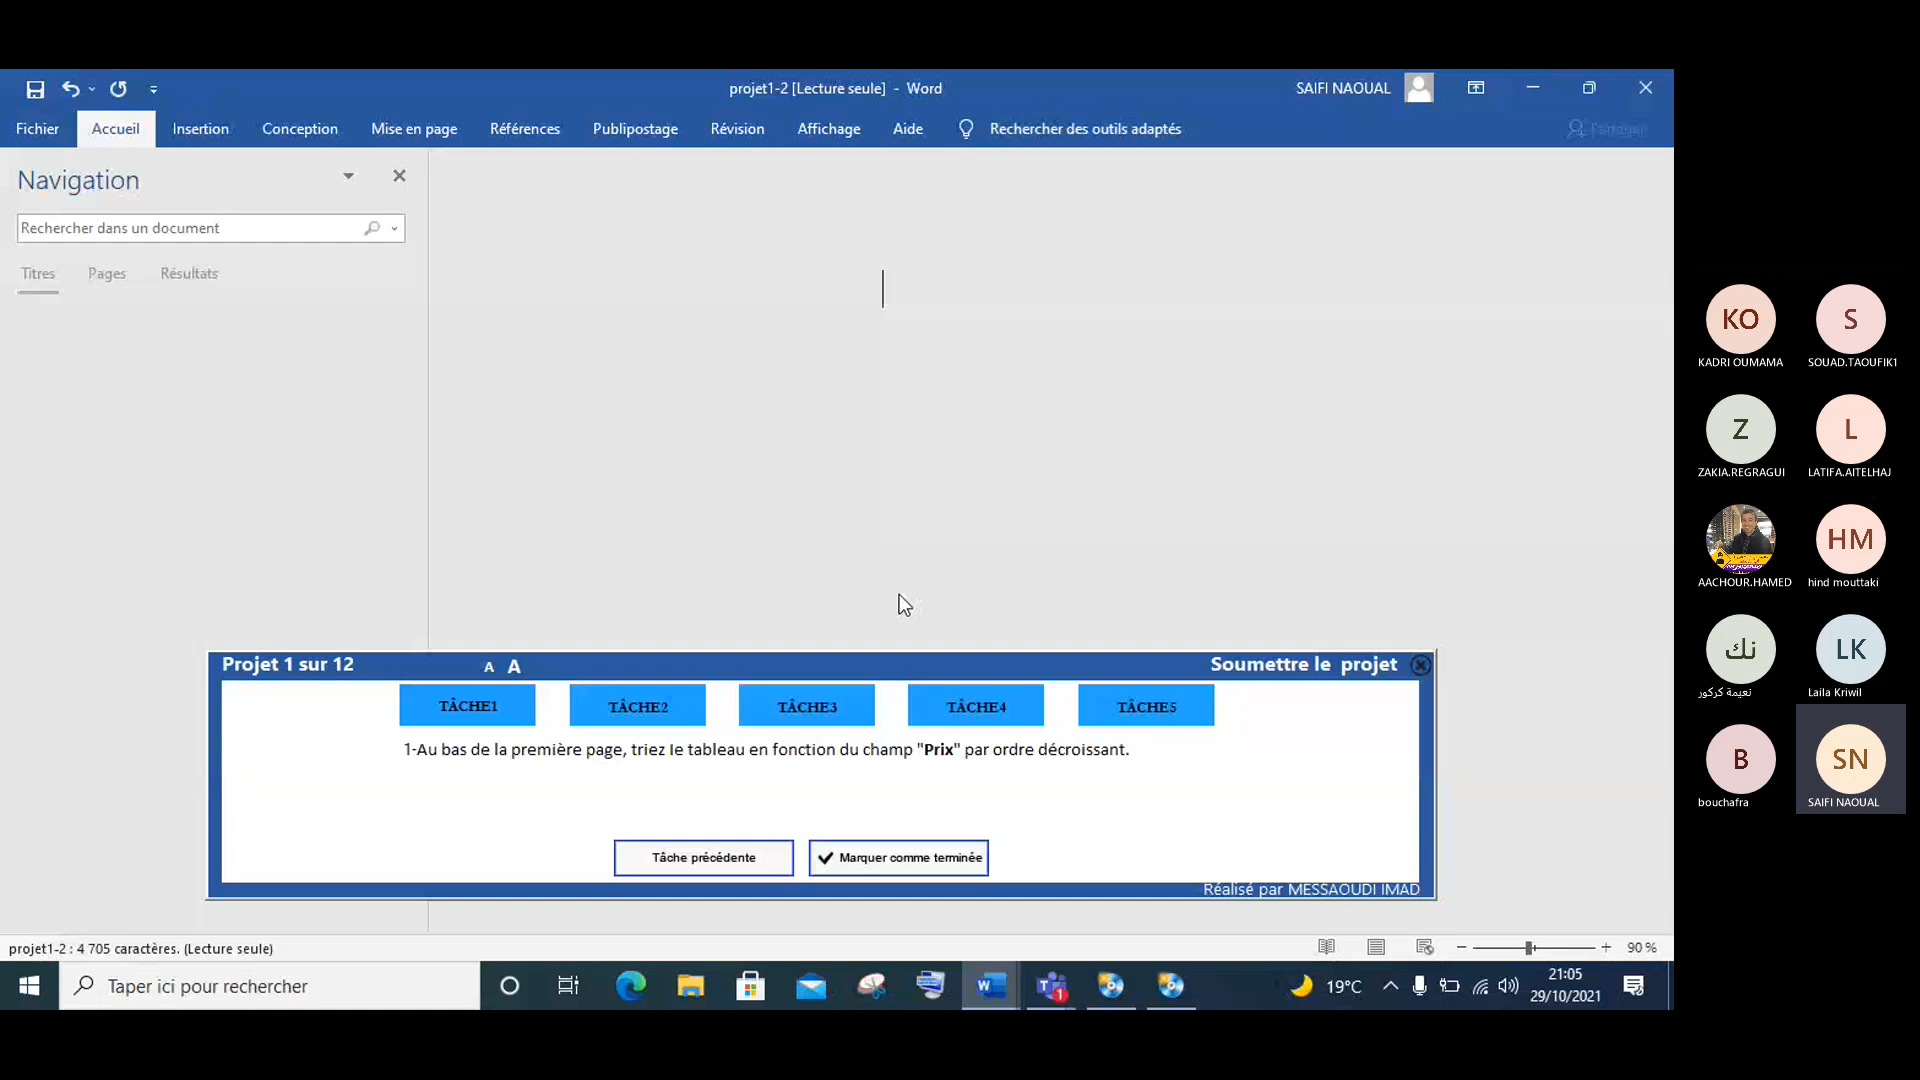 projet1-2 [Lecture seule] - Word
SAIFI NAOUAL
Fichier
Accueil
Insertion
Conception
Mise en page
Références
Publipostage
Révision
Affichage
Aide
Rechercher des outils adaptés
Partager
Navigation
Rechercher dans un document
Titres
Pages
Résultats
Projet 1 sur 12
A A
Soumettre le projet
TÂCHE1
TÂCHE2
TÂCHE3
TÂCHE4
TÂCHE5
1-Au bas de la première page, triez le tableau en fonction du champ "Prix" par ordre décroissant.
Tâche précédente
Marquer comme terminée
Réalisé par MESSAOUDI IMAD
projet1-2 : 4 705 caractères. (Lecture seule)
90 %
Taper ici pour rechercher
W
T
1
19°C
21:05
29/10/2021
KO
KADRI OUMAMA
S
SOUAD.TAOUFIK1
Z
ZAKIA.REGRAGUI
L
LATIFA.AITELHAJ
AACHOUR.HAMED
HM
hind mouttaki
نك
نعيمة كركور
LK
Laila Kriwil
B
bouchafra
SN
SAIFI NAOUAL